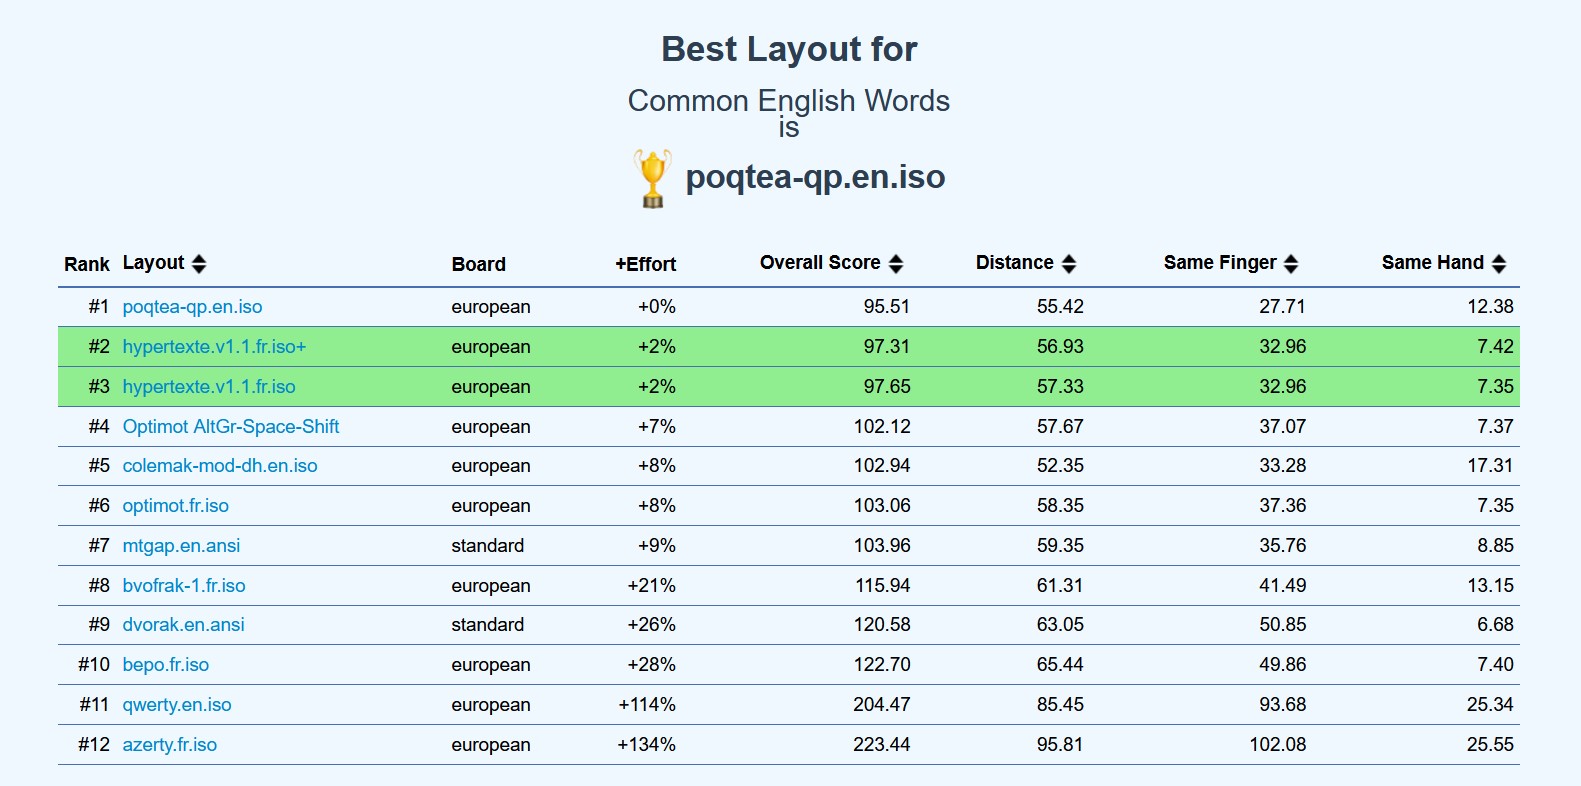 Best Layout for
Common English Words
is
poqtea-qp.en.iso
Rank Layout Board +Effort Overall Score Distance Same Finger Same Hand
#1 poqtea-qp.en.iso european +0% 95.51 55.42 27.71 12.38
#2 hypertexte.v1.1.fr.iso+ european +2% 97.31 56.93 32.96 7.42
#3 hypertexte.v1.1.fr.iso european +2% 97.65 57.33 32.96 7.35
#4 Optimot AltGr-Space-Shift european +7% 102.12 57.67 37.07 7.37
#5 colemak-mod-dh.en.iso european +8% 102.94 52.35 33.28 17.31
#6 optimot.fr.iso european +8% 103.06 58.35 37.36 7.35
#7 mtgap.en.ansi standard +9% 103.96 59.35 35.76 8.85
#8 bvofrak-1.fr.iso european +21% 115.94 61.31 41.49 13.15
#9 dvorak.en.ansi standard +26% 120.58 63.05 50.85 6.68
#10 bepo.fr.iso european +28% 122.70 65.44 49.86 7.40
#11 qwerty.en.iso european +114% 204.47 85.45 93.68 25.34
#12 azerty.fr.iso european +134% 223.44 95.81 102.08 25.55